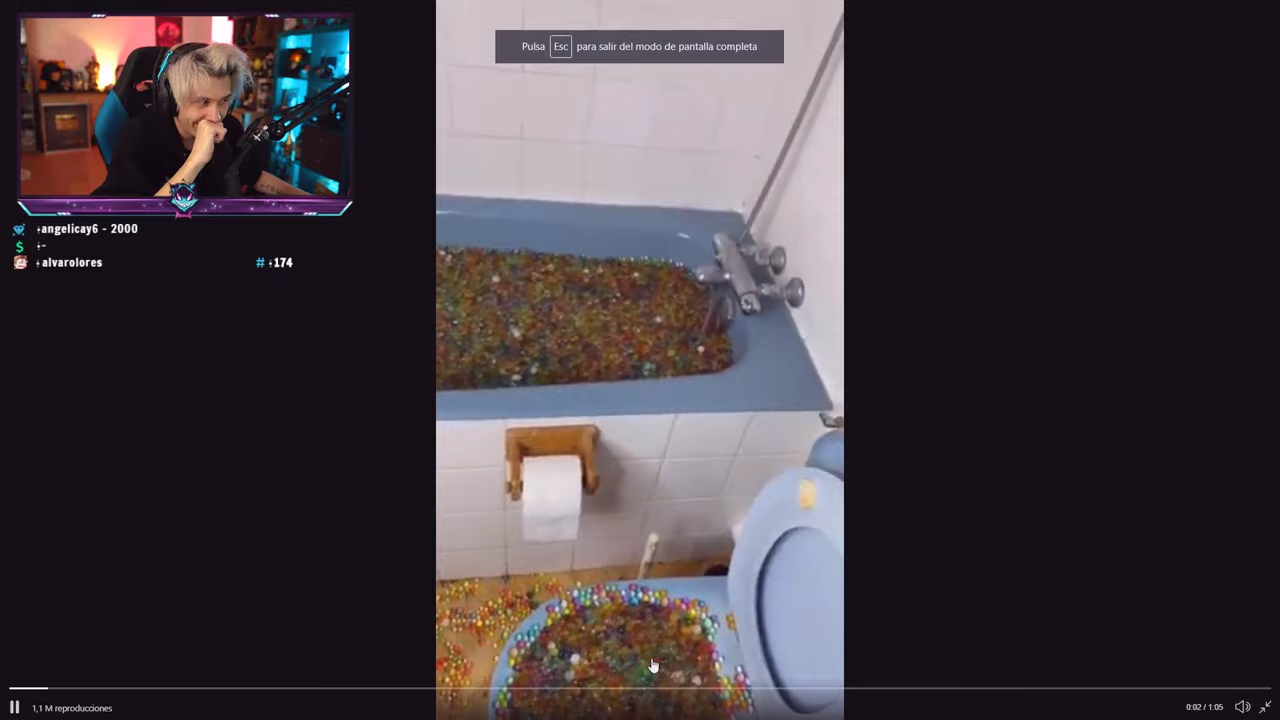 Pulsa Esc para salir del modo de pantalla completa
angelicay6 - 2000
-
alvarolores # 174
1,1 M reproducciones
0:02 / 1:05